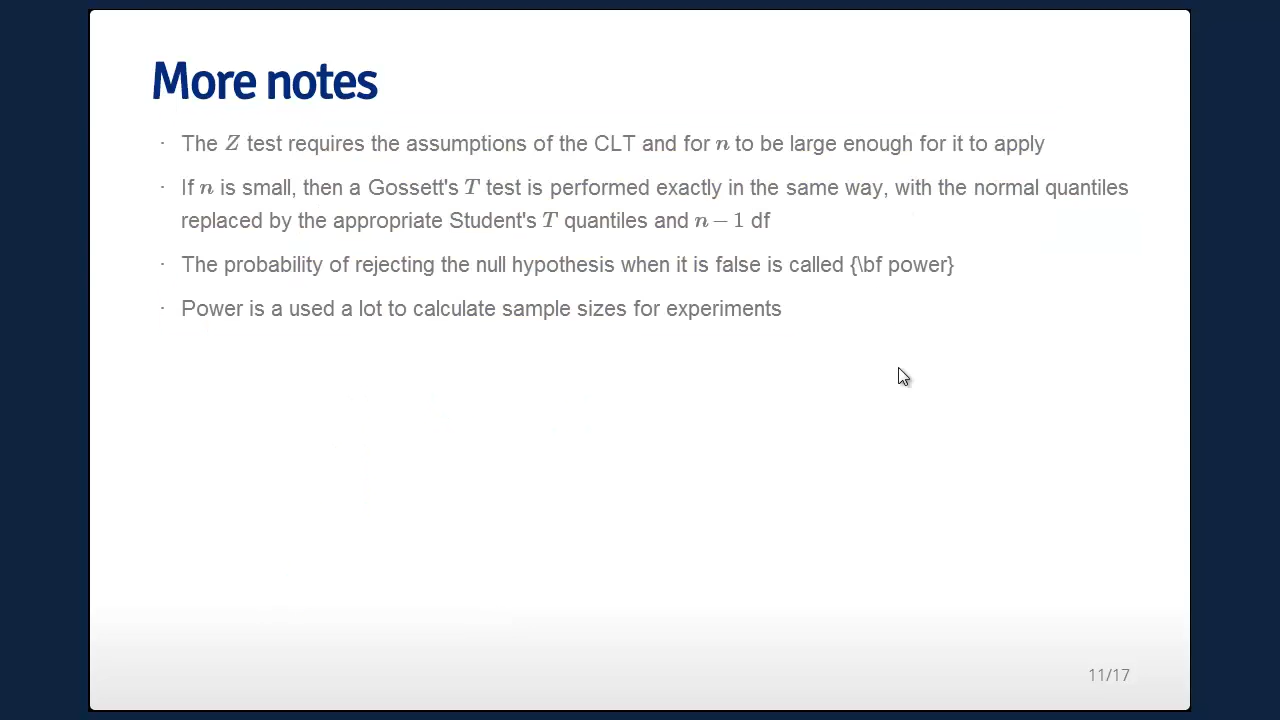 More notes
· The Z test requires the assumptions of the CLT and for n to be large enough for it to apply
· If n is small, then a Gossett's T test is performed exactly in the same way, with the normal quantiles
replaced by the appropriate Student's T quantiles and n − 1 df
· The probability of rejecting the null hypothesis when it is false is called {\bf power}
· Power is a used a lot to calculate sample sizes for experiments
11/17